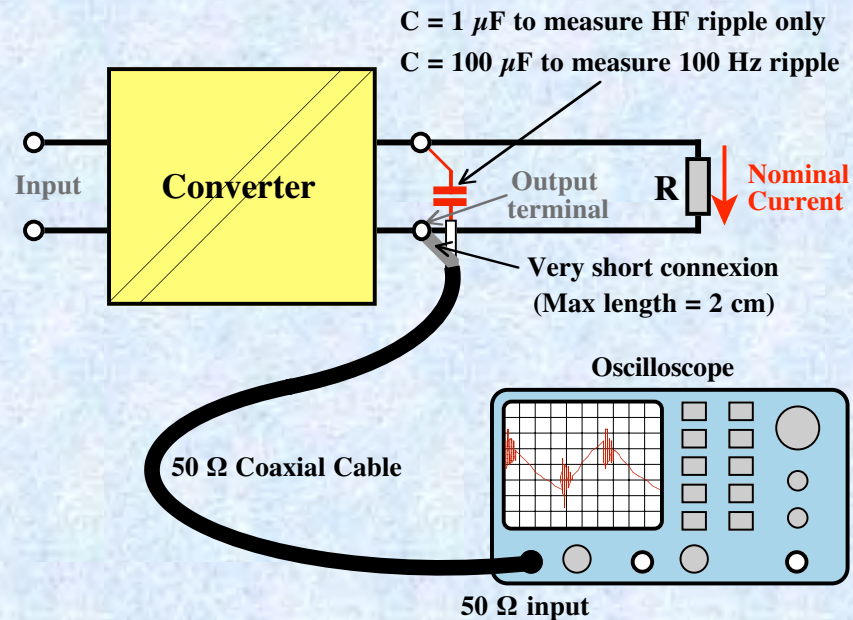 C = 1 µF to measure HF ripple only
C = 100 µF to measure 100 Hz ripple
Input
Converter
Output
terminal
R
Nominal
Current
Very short connexion
(Max length = 2 cm)
Oscilloscope
50 Ω Coaxial Cable
50 Ω input